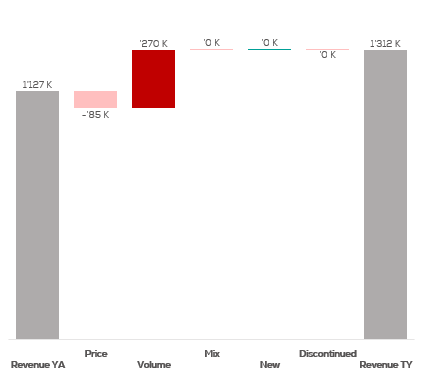 '270 K
'0 K
'0 K
'0 K
1'312 K
1'127 K
-'85 K
Price
Mix
Discontinued
Revenue YA
Volume
New
Revenue TY